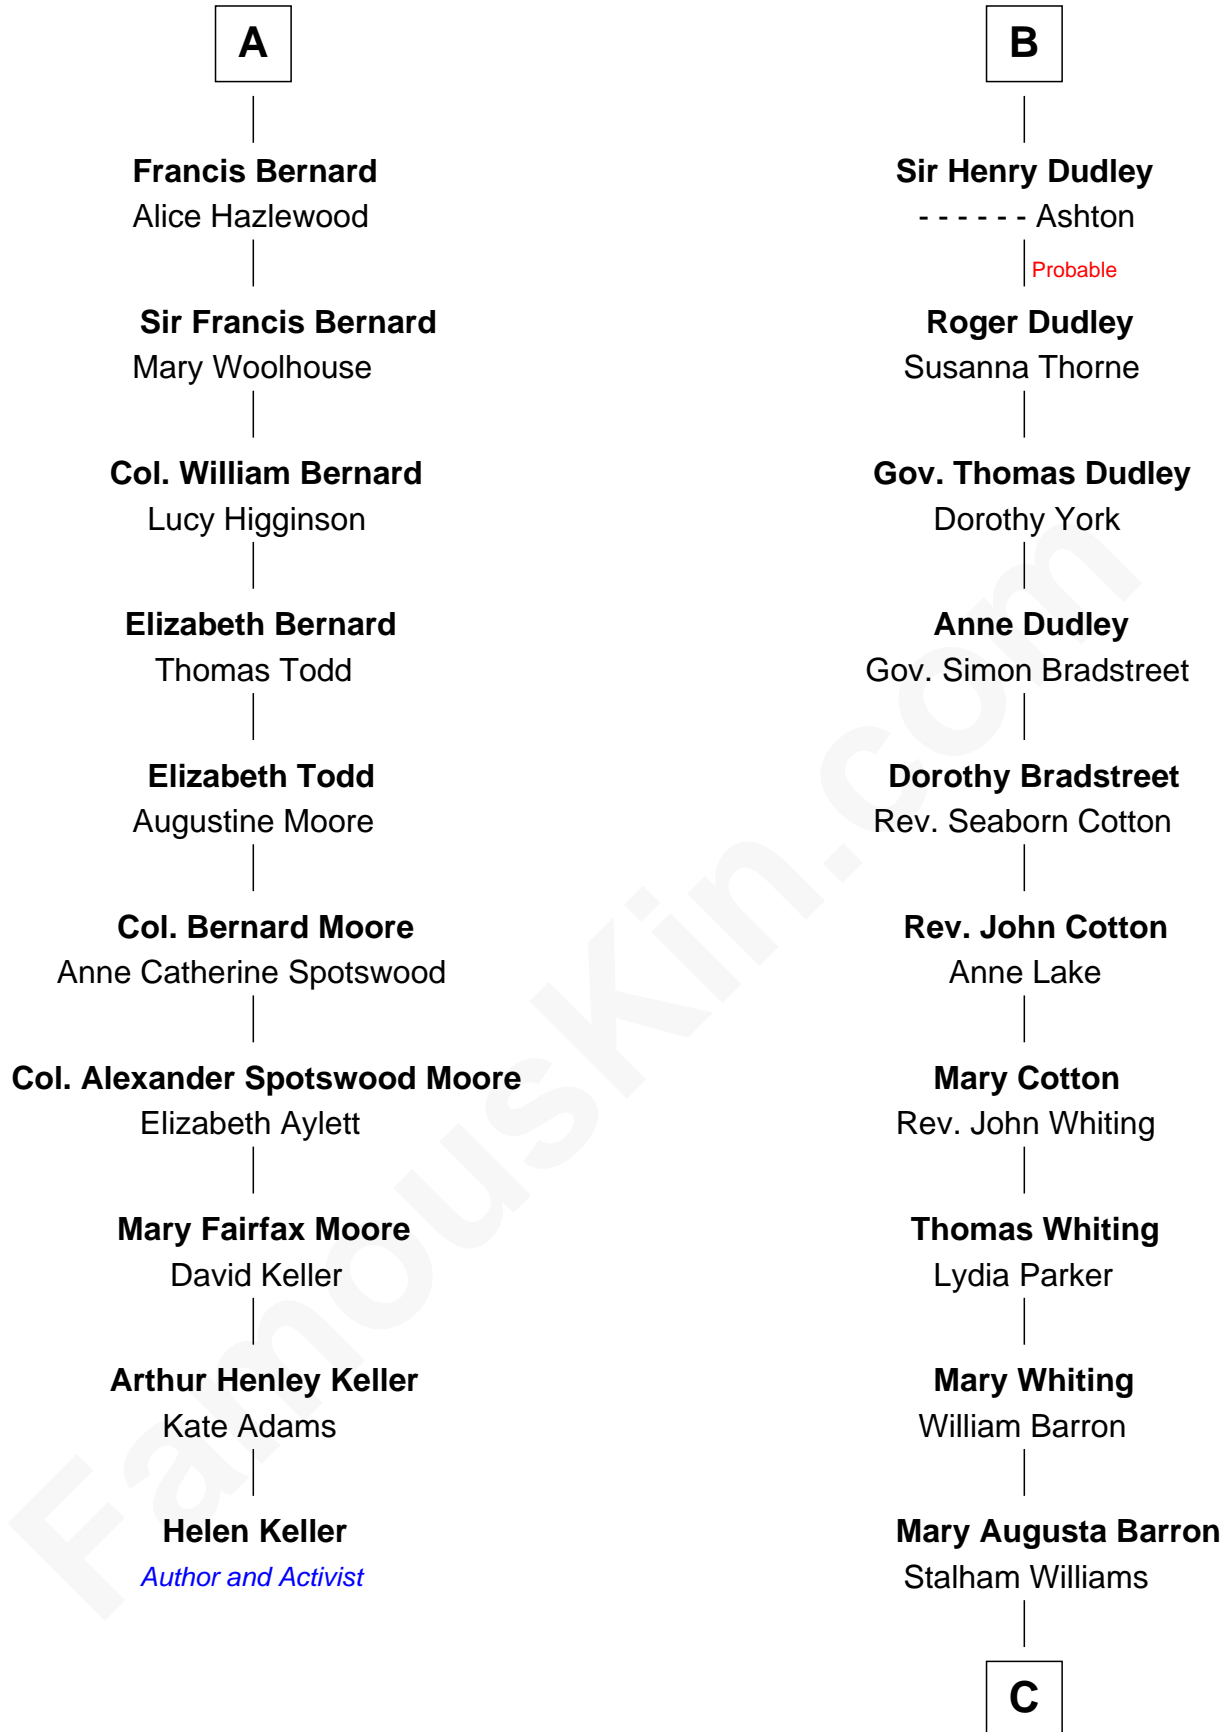 A
Francis Bernard
Alice Hazlewood
Sir Francis Bernard
Mary Woolhouse
Col. William Bernard
Lucy Higginson
Elizabeth Bernard
Thomas Todd
Elizabeth Todd
Augustine Moore
Col. Bernard Moore
Anne Catherine Spotswood
Col. Alexander Spotswood Moore
Elizabeth Aylett
Mary Fairfax Moore
David Keller
Arthur Henley Keller
Kate Adams
Helen Keller
Author and Activist
B
Sir Henry Dudley
- - - - - - Ashton
Probable
Roger Dudley
Susanna Thorne
Gov. Thomas Dudley
Dorothy York
Anne Dudley
Gov. Simon Bradstreet
Dorothy Bradstreet
Rev. Seaborn Cotton
Rev. John Cotton
Anne Lake
Mary Cotton
Rev. John Whiting
Thomas Whiting
Lydia Parker
Mary Whiting
William Barron
Mary Augusta Barron
Stalham Williams
C
FamousKin.com